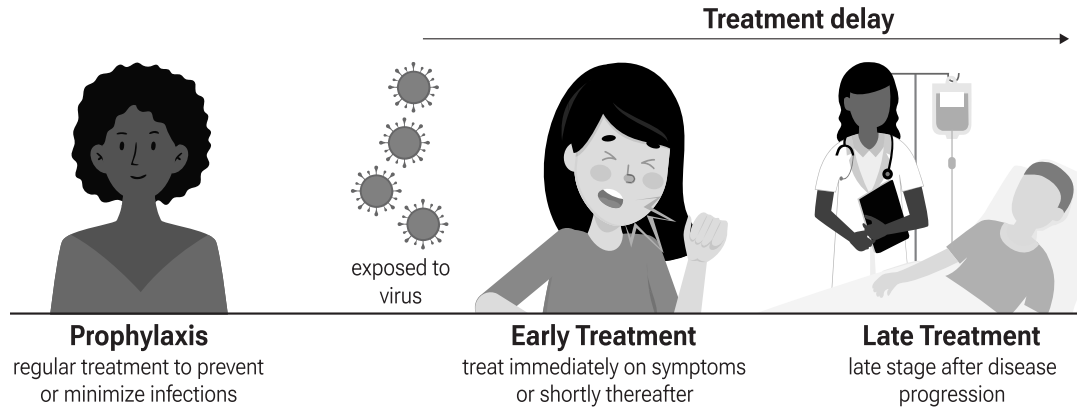 Treatment delay
exposed to
virus
Prophylaxis
regular treatment to prevent
or minimize infections
Early Treatment
treat immediately on symptoms
or shortly thereafter
Late Treatment
late stage after disease
progression